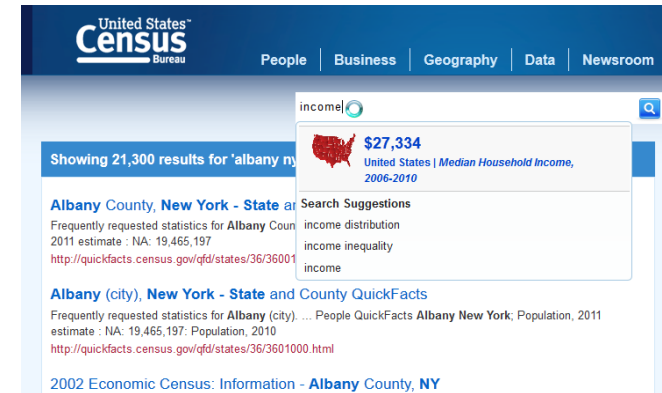 United States™
Census
Bureau
People
Business
Geography
Data
Newsroom
income
$27,334
United States | Median Household Income,
2006-2010
Showing 21,300 results for 'albany ny
Search Suggestions
income distribution
income inequality
income
Albany County, New York - State ar
Frequently requested statistics for Albany Coun
2011 estimate : NA: 19,465,197
http://quickfacts.census.gov/qfd/states/36/36001
Albany (city), New York - State and County QuickFacts
Frequently requested statistics for Albany (city). ... People QuickFacts Albany New York; Population, 2011
estimate : NA: 19,465,197: Population, 2010
http://quickfacts.census.gov/qfd/states/36/3601000.html
2002 Economic Census: Information - Albany County, NY